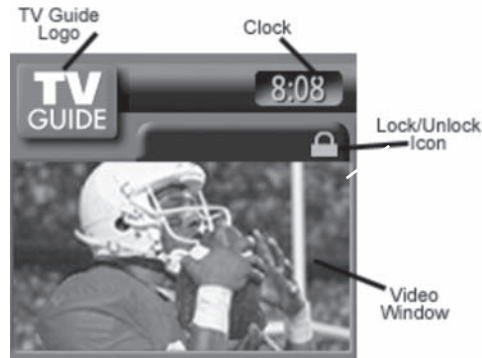 TV Guide
Logo
Clock
TV
GUIDE
8:08
Lock/Unlock
Icon
Video
Window